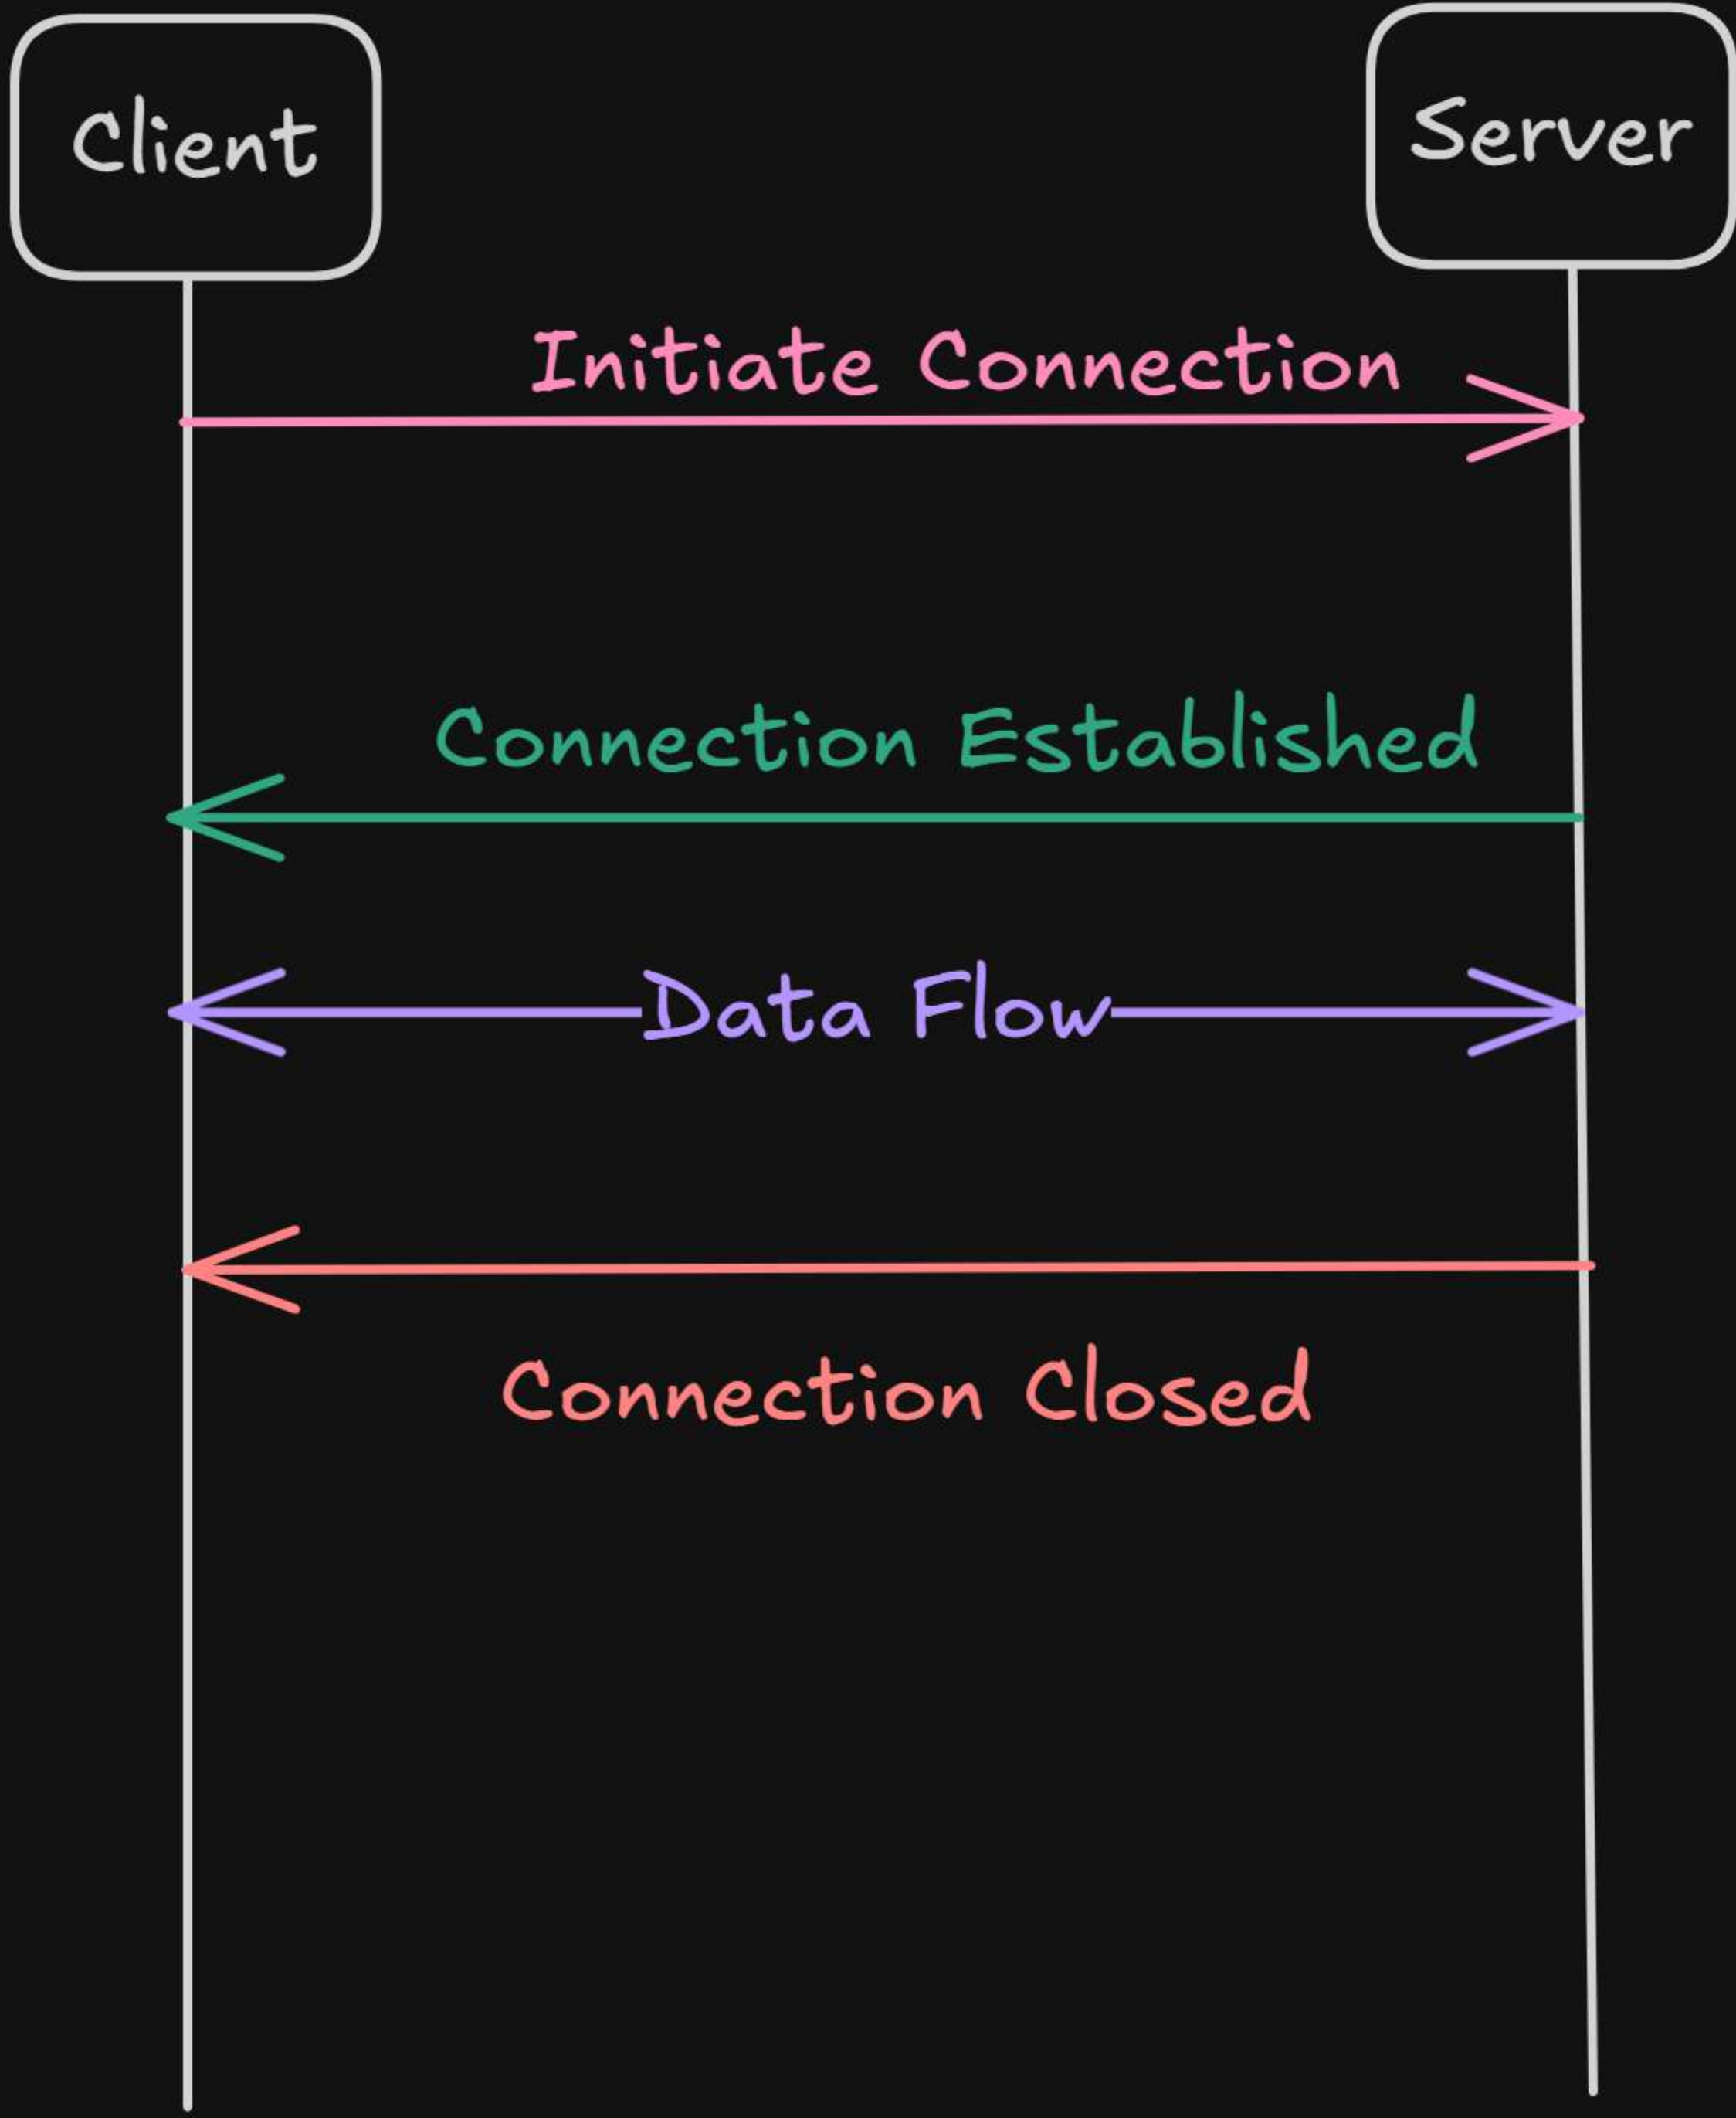 Client
Server
Initiate Connection
Connection Established
Data Flow
Connection Closed